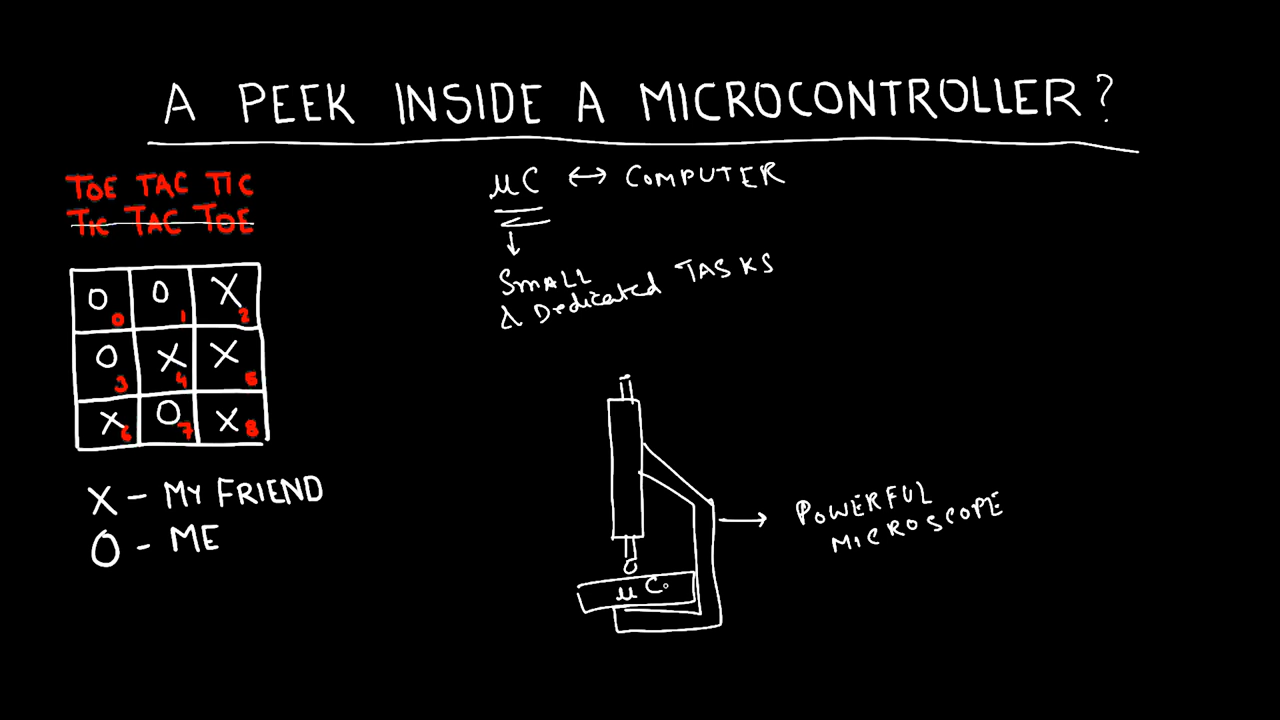 A PEEK INSIDE A MICROCONTROLLER?
TOE TAC TIC
TIC TAC TOE
O 0 O 1 X 2
O 3 X 4 X 5
X 6 O 7 X 8
X - MY FRIEND
O - ME
μC ↔ COMPUTER
SMALL
& Dedicated TASKS
POWERFUL
MICROSCOPE
μC